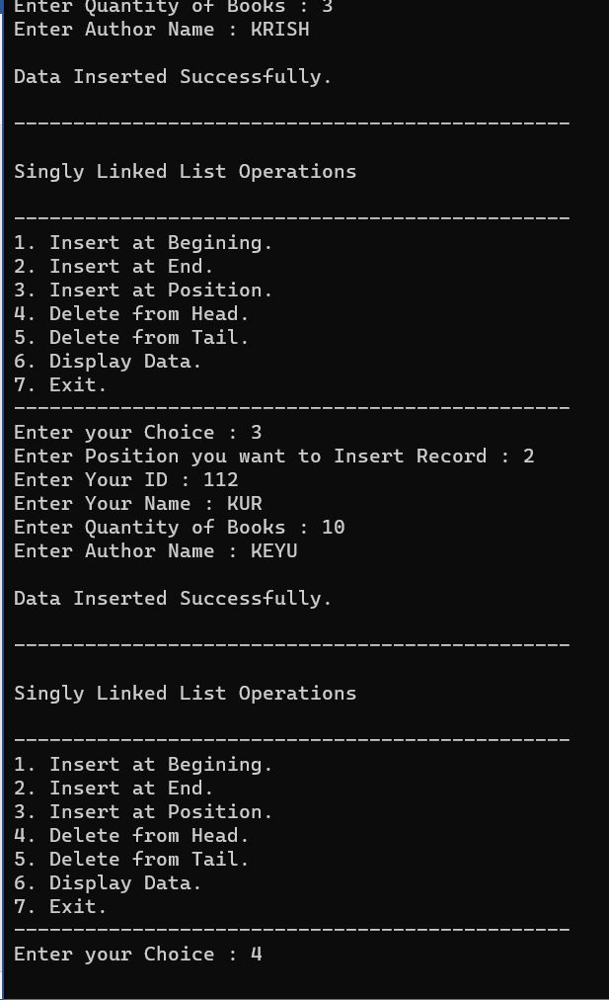 Enter Quantity of Books : 3
Enter Author Name : KRISH
Data Inserted Successfully.
-----------------------------------------------
Singly Linked List Operations
-----------------------------------------------
1. Insert at Begining.
2. Insert at End.
3. Insert at Position.
4. Delete from Head.
5. Delete from Tail.
6. Display Data.
7. Exit.
-----------------------------------------------
Enter your Choice : 3
Enter Position you want to Insert Record : 2
Enter Your ID : 112
Enter Your Name : KUR
Enter Quantity of Books : 10
Enter Author Name : KEYU
Data Inserted Successfully.
-----------------------------------------------
Singly Linked List Operations
-----------------------------------------------
1. Insert at Begining.
2. Insert at End.
3. Insert at Position.
4. Delete from Head.
5. Delete from Tail.
6. Display Data.
7. Exit.
-----------------------------------------------
Enter your Choice : 4